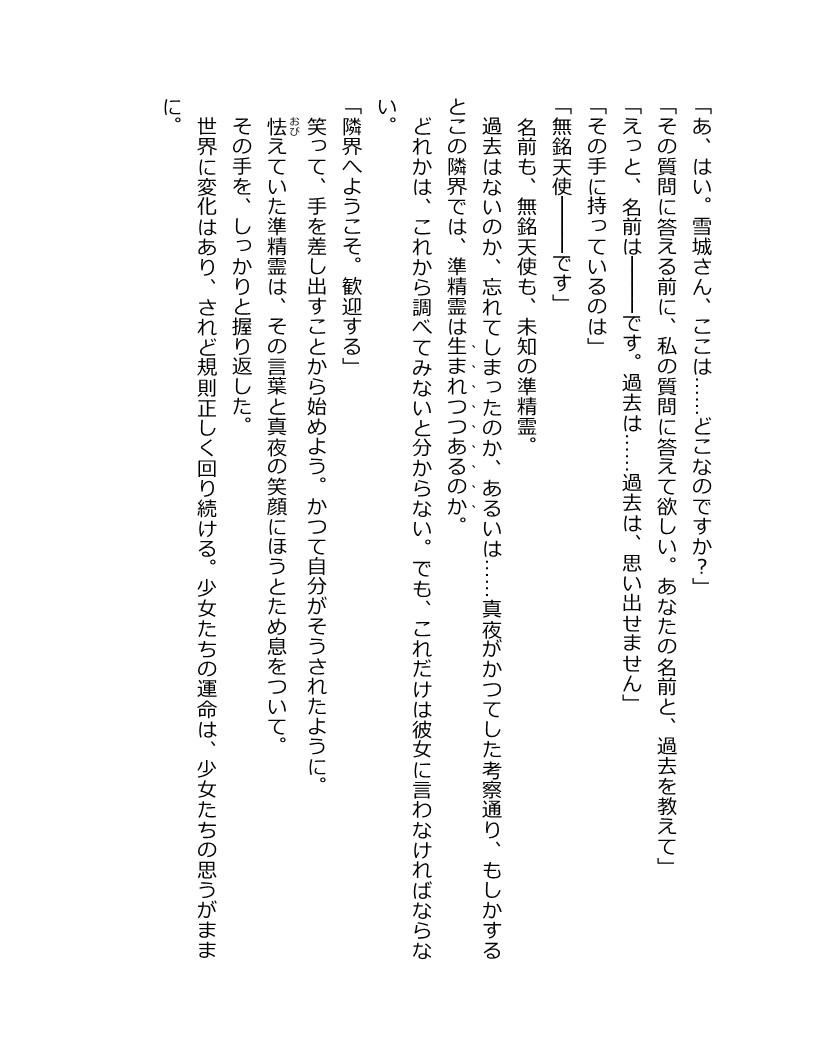 「あ、はい。雪城さん、ここは……どこなのですか？」
「その質問に答える前に、私の質問に答えて欲しい。あなたの名前と、過去を教えて」
「えっと、名前は――です。過去は……過去は、思い出せません」
「その手に持っているのは」
「無銘天使――です」
　名前も、無銘天使も、未知の準精霊。
　過去はないのか、忘れてしまったのか、あるいは……真夜がかつてした考察通り、もしかする
とこの隣界では、準精霊は生まれつつあるのか。
　どれかは、これから調べてみないと分からない。でも、これだけは彼女に言わなければならな
い。
「隣界へようこそ。歓迎する」
　笑って、手を差し出すことから始めよう。かつて自分がそうされたように。
　怯えていた準精霊は、その言葉と真夜の笑顔にほうとため息をついて。
　その手を、しっかりと握り返した。
　世界に変化はあり、されど規則正しく回り続ける。少女たちの運命は、少女たちの思うがまま
に。